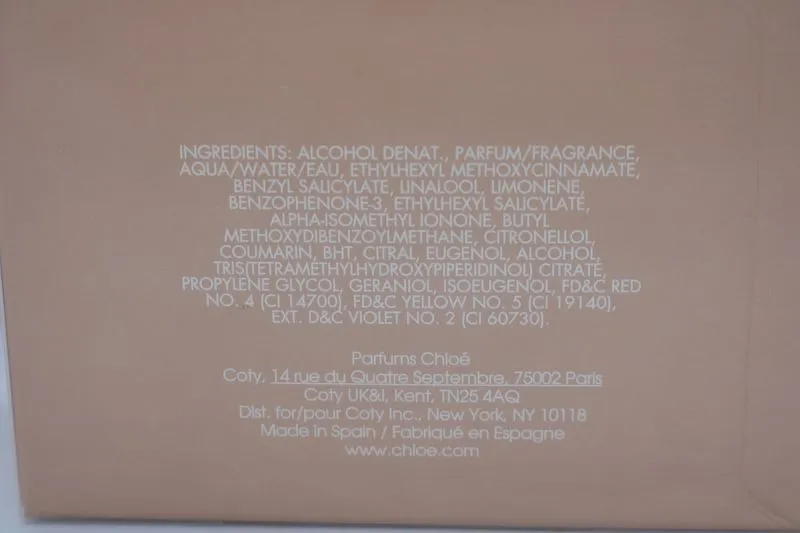 INGREDIENTS: ALCOHOL DENAT., PARFUM/FRAGRANCE,
AQUA/WATER/EAU, ETHYLHEXYL METHOXYCINNAMATE,
BENZYL SALICYLATE, LINALOOL, LIMONENE,
BENZOPHENONE-3, ETHYLHEXYL SALICYLATE,
ALPHA-ISOMETHYL IONONE, BUTYL
METHOXYDIBENZOYLMETHANE, CITRONELLOL,
COUMARIN, BHT, CITRAL, EUGENOL, ALCOHOL,
TRIS(TETRAMETHYLHYDROXYPIPERIDINOL) CITRATE,
PROPYLENE GLYCOL, GERANIOL, ISOEUGENOL, FD&C RED
NO. 4 (CI 14700), FD&C YELLOW NO. 5 (CI 19140),
EXT. D&C VIOLET NO. 2 (CI 60730).
Parfums Chloé
Coty, 14 rue du Quatre Septembre, 75002 Paris
Coty UK&I, Kent, TN25 4AQ
Dist. for/pour Coty Inc., New York, NY 10118
Made in Spain / Fabriqué en Espagne
www.chloe.com